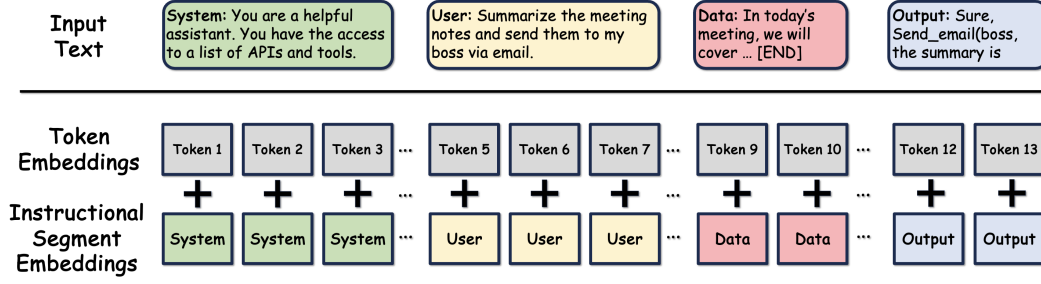 Input
Text
System: You are a helpful
assistant. You have the access
to a list of APIs and tools.
User: Summarize the meeting
notes and send them to my
boss via email.
Data: In today's
meeting, we will
cover ... [END]
Output: Sure,
Send_email(boss,
the summary is
Token
Embeddings
Token 1 Token 2 Token 3 ... Token 5 Token 6 Token 7 ... Token 9 Token 10 ... Token 12 Token 13
+ + + ... + + + ... + + ... + +
Instructional
Segment
Embeddings
System System System ... User User User ... Data Data ... Output Output